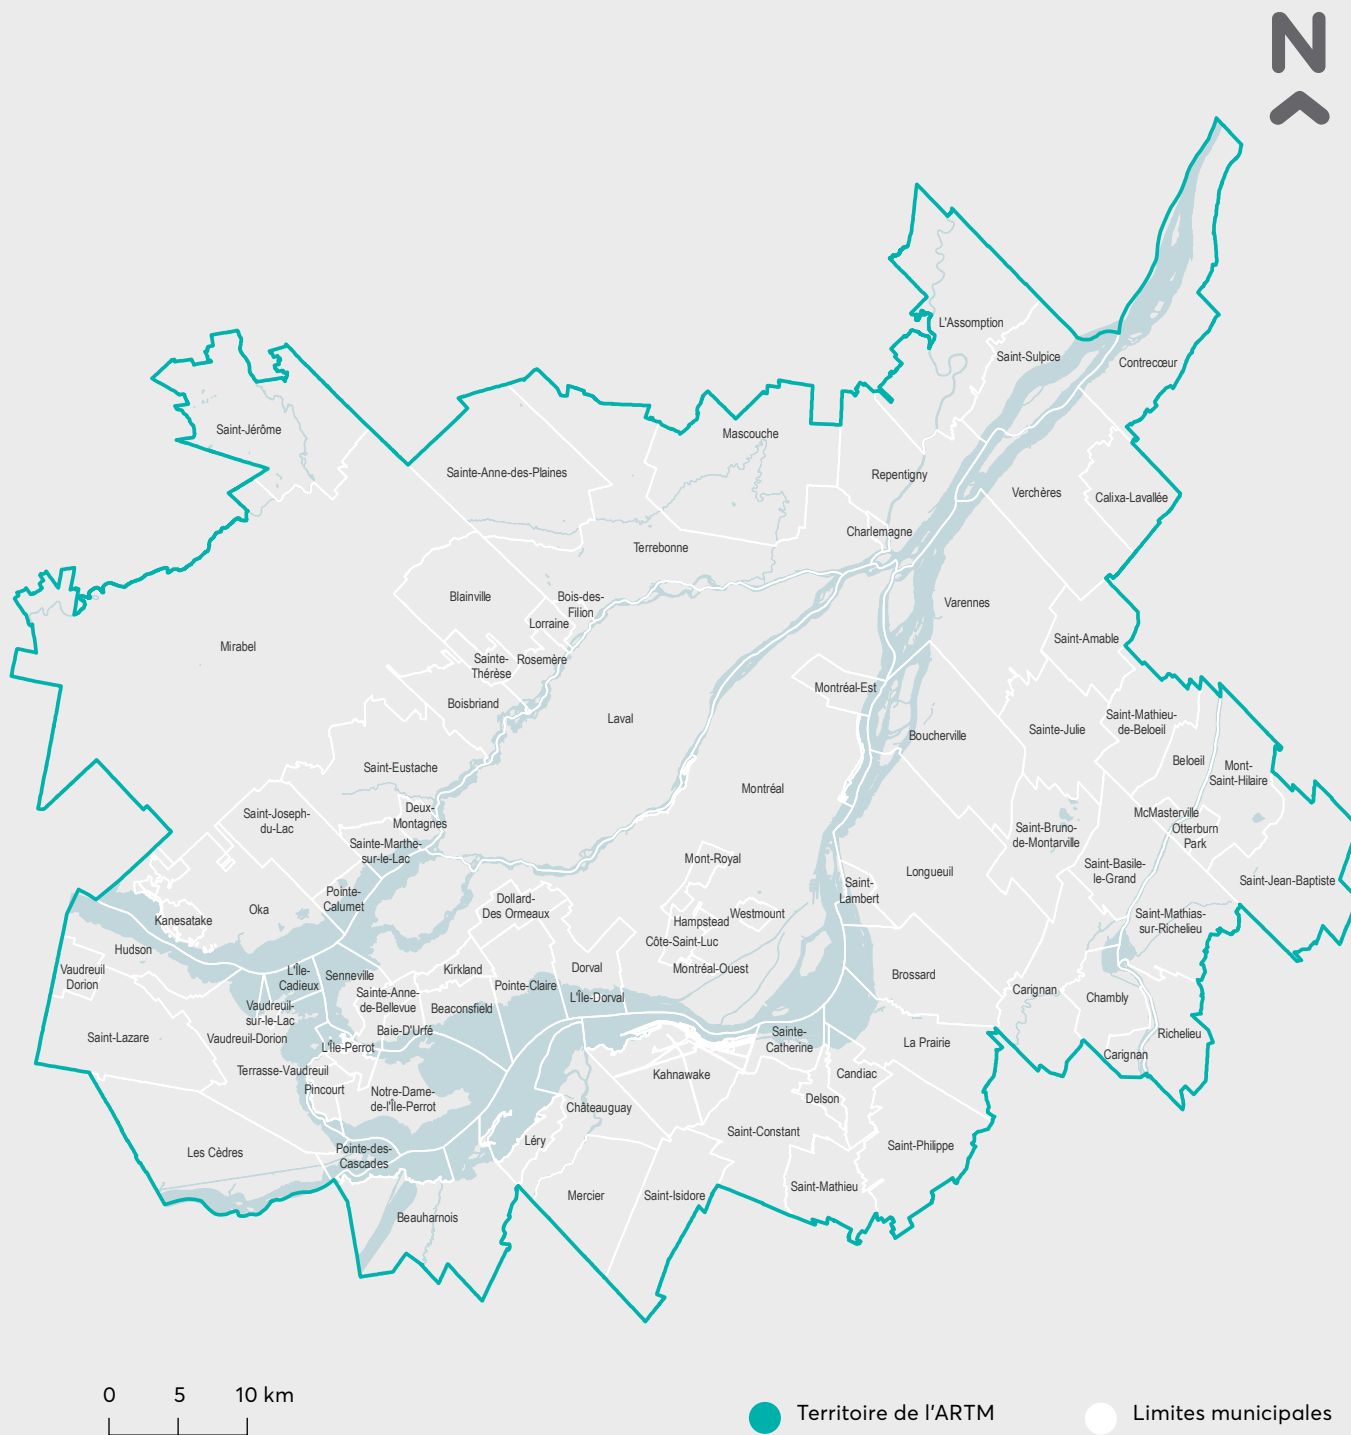 N
L'Assomption
Saint-Sulpice
Contrecœur
Saint-Jérôme
Mascouche
Sainte-Anne-des-Plaines
Repentigny
Verchères
Calixa-Lavallée
Charlemagne
Terrebonne
Blainville
Bois-des-
Filion
Varennes
Lorraine
Saint-Amable
Mirabel
Sainte-
Thérèse
Rosemère
Montréal-Est
Boisbriand
Laval
Saint-Mathieu-
de-Beloeil
Boucherville
Sainte-Julie
Beloeil
Mont-
Saint-Hilaire
Saint-Eustache
Montréal
Deux-
Montagnes
Saint-Joseph-
du-Lac
McMasterville
Otterburn
Park
Saint-Bruno-
de-Montarville
Sainte-Marthe-
sur-le-Lac
Mont-Royal
Longueuil
Saint-Basile-
le-Grand
Saint-Jean-Baptiste
Saint-
Lambert
Pointe-
Calumet
Dollard-
Des Ormeaux
Oka
Kanesatake
Hampstead
Westmount
Saint-Mathias-
sur-Richelieu
Côte-Saint-Luc
Hudson
Vaudreuil
Dorion
L'Île-
Cadieux
Senneville
Kirkland
Dorval
Montréal-Ouest
Brossard
Pointe-Claire
L'Île-Dorval
Sainte-Anne-
de-Bellevue
Beaconsfield
Carignan
Chambly
Vaudreuil-
sur-le-Lac
Baie-D'Urfé
Saint-Lazare
Vaudreuil-Dorion
L'Île-Perrot
Sainte-
Catherine
La Prairie
Richelieu
Carignan
Terrasse-Vaudreuil
Pincourt
Kahnawake
Candiac
Notre-Dame-
de-l'Île-Perrot
Delson
Châteauguay
Léry
Saint-Constant
Saint-Philippe
Les Cèdres
Pointe-des-
Cascades
Mercier
Saint-Isidore
Saint-Mathieu
Beauharnois
0 5 10 km
Territoire de l'ARTM
Limites municipales